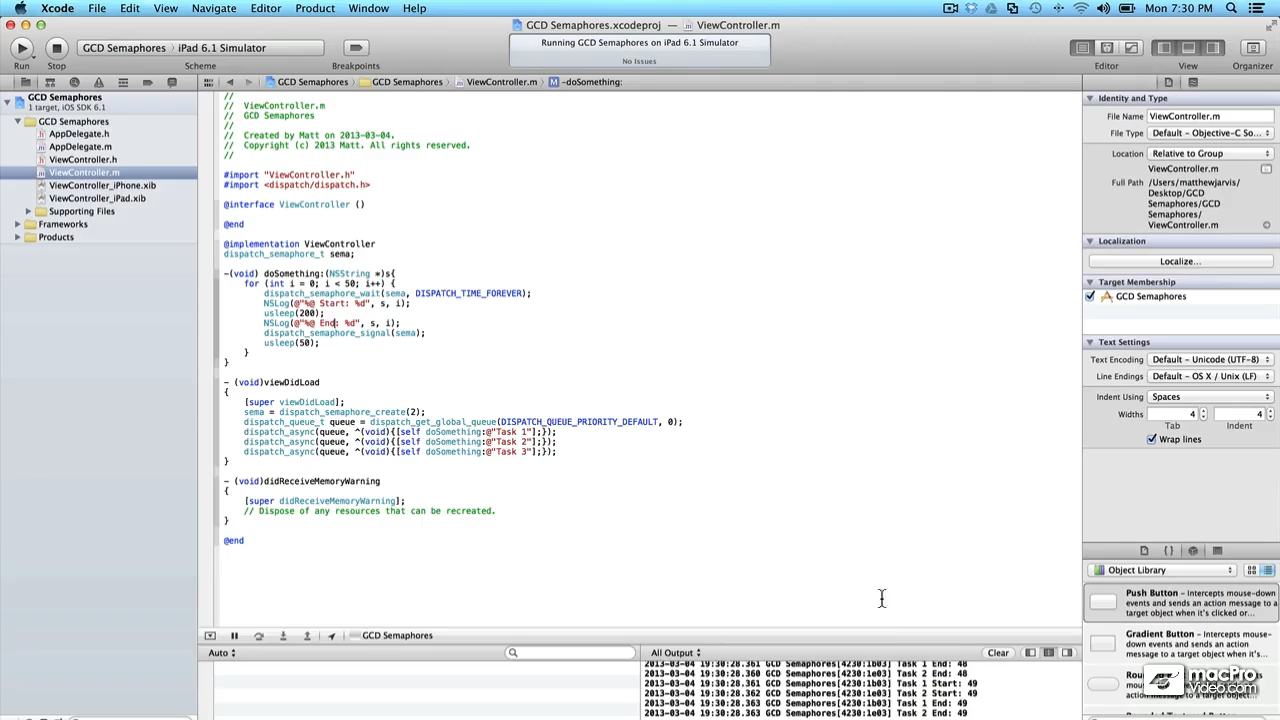 Xcode File Edit View Navigate Editor Product Window Help Mon 7:30 PM
GCD Semaphores.xcodeproj — ViewController.m
GCD Semaphores iPad 6.1 Simulator
Running GCD Semaphores on iPad 6.1 Simulator
No Issues
Run Stop Scheme Breakpoints Editor View Organizer
GCD Semaphores GCD Semaphores ViewController.m M -doSomething:
GCD Semaphores
1 target, iOS SDK 6.1
GCD Semaphores
AppDelegate.h
AppDelegate.m
ViewController.h
ViewController.m
ViewController_iPhone.xib
ViewController_iPad.xib
Supporting Files
Frameworks
Products
//
// ViewController.m
// GCD Semaphores
//
// Created by Matt on 2013-03-04.
// Copyright (c) 2013 Matt. All rights reserved.
//
#import "ViewController.h"
#import <dispatch/dispatch.h>
@interface ViewController ()
@end
@implementation ViewController
dispatch_semaphore_t sema;
-(void) doSomething:(NSString *)s{
for (int i = 0; i < 50; i++) {
dispatch_semaphore_wait(sema, DISPATCH_TIME_FOREVER);
NSLog(@"%@ Start: %d", s, i);
usleep(200);
NSLog(@"%@ End: %d", s, i);
dispatch_semaphore_signal(sema);
usleep(50);
}
}
- (void)viewDidLoad
{
[super viewDidLoad];
sema = dispatch_semaphore_create(2);
dispatch_queue_t queue = dispatch_get_global_queue(DISPATCH_QUEUE_PRIORITY_DEFAULT, 0);
dispatch_async(queue, ^(void){[self doSomething:@"Task 1"];});
dispatch_async(queue, ^(void){[self doSomething:@"Task 2"];});
dispatch_async(queue, ^(void){[self doSomething:@"Task 3"];});
}
- (void)didReceiveMemoryWarning
{
[super didReceiveMemoryWarning];
// Dispose of any resources that can be recreated.
}
@end
GCD Semaphores
Auto
All Output Clear
2013-03-04 19:30:28.361 GCD Semaphores[4230:1b03] Task 1 End: 48
2013-03-04 19:30:28.360 GCD Semaphores[4230:1e03] Task 2 End: 48
2013-03-04 19:30:28.361 GCD Semaphores[4230:1b03] Task 1 Start: 49
2013-03-04 19:30:28.362 GCD Semaphores[4230:1e03] Task 2 Start: 49
2013-03-04 19:30:28.362 GCD Semaphores[4230:1b03] Task 1 End: 49
2013-03-04 19:30:28.362 GCD Semaphores[4230:1e03] Task 2 End: 49
Identity and Type
File Name ViewController.m
File Type Default - Objective-C So...
Location Relative to Group
ViewController.m
Full Path /Users/matthewjarvis/
Desktop/GCD
Semaphores/GCD
Semaphores/
ViewController.m
Localization
Localize...
Target Membership
GCD Semaphores
Text Settings
Text Encoding Default - Unicode (UTF-8)
Line Endings Default - OS X / Unix (LF)
Indent Using Spaces
Widths 4 4
Tab Indent
Wrap lines
Object Library
Push Button - Intercepts mouse-down
events and sends an action message to a
target object when it's clicked or...
Gradient Button - Intercepts mouse-
down events and sends an action
message to a target object when it's...
macPro
Video.com